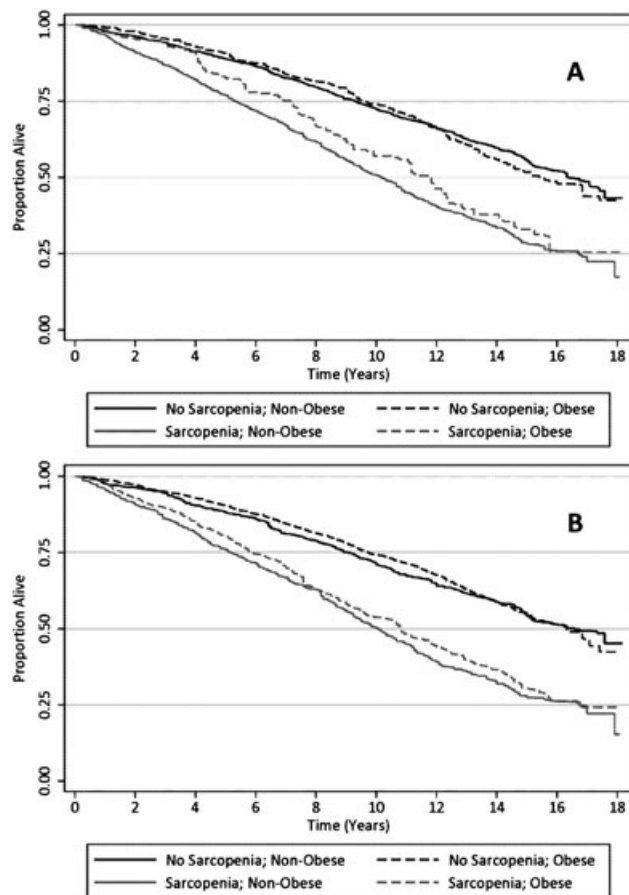 A
Proportion Alive
1.00
0.75
0.50
0.25
0.00
0 2 4 6 8 10 12 14 16 18
Time (Years)
No Sarcopenia; Non-Obese No Sarcopenia; Obese
Sarcopenia; Non-Obese Sarcopenia; Obese
B
Proportion Alive
1.00
0.75
0.50
0.25
0.00
0 2 4 6 8 10 12 14 16 18
Time (Years)
No Sarcopenia; Non-Obese No Sarcopenia; Obese
Sarcopenia; Non-Obese Sarcopenia; Obese